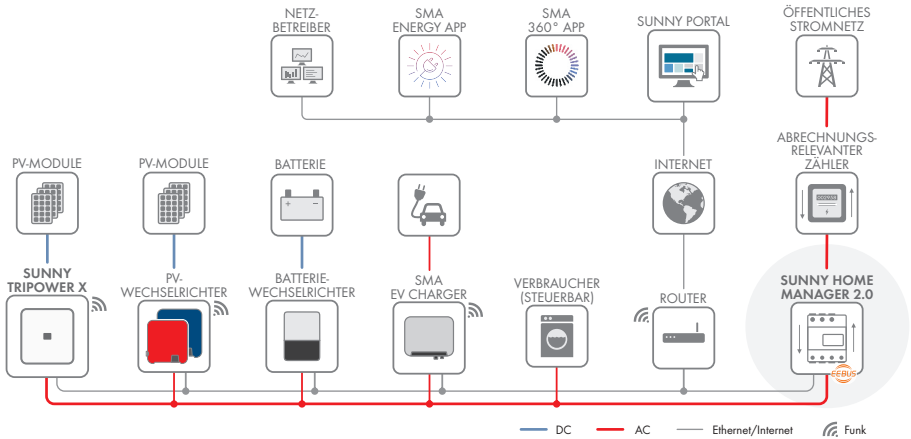 NETZ-
BETREIBER
SMA
ENERGY APP
SMA
360° APP
SUNNY PORTAL
ÖFFENTLICHES
STROMNETZ
PV-MODULE
PV-MODULE
BATTERIE
INTERNET
ABRECHNUNGS-
RELEVANTER
ZÄHLER
SUNNY
TRIPOWER X
PV-
WECHSELRICHTER
BATTERIE-
WECHSELRICHTER
SMA
EV CHARGER
VERBRAUCHER
(STEUERBAR)
ROUTER
SUNNY HOME
MANAGER 2.0
EEBUS
DC
AC
Ethernet/Internet
Funk